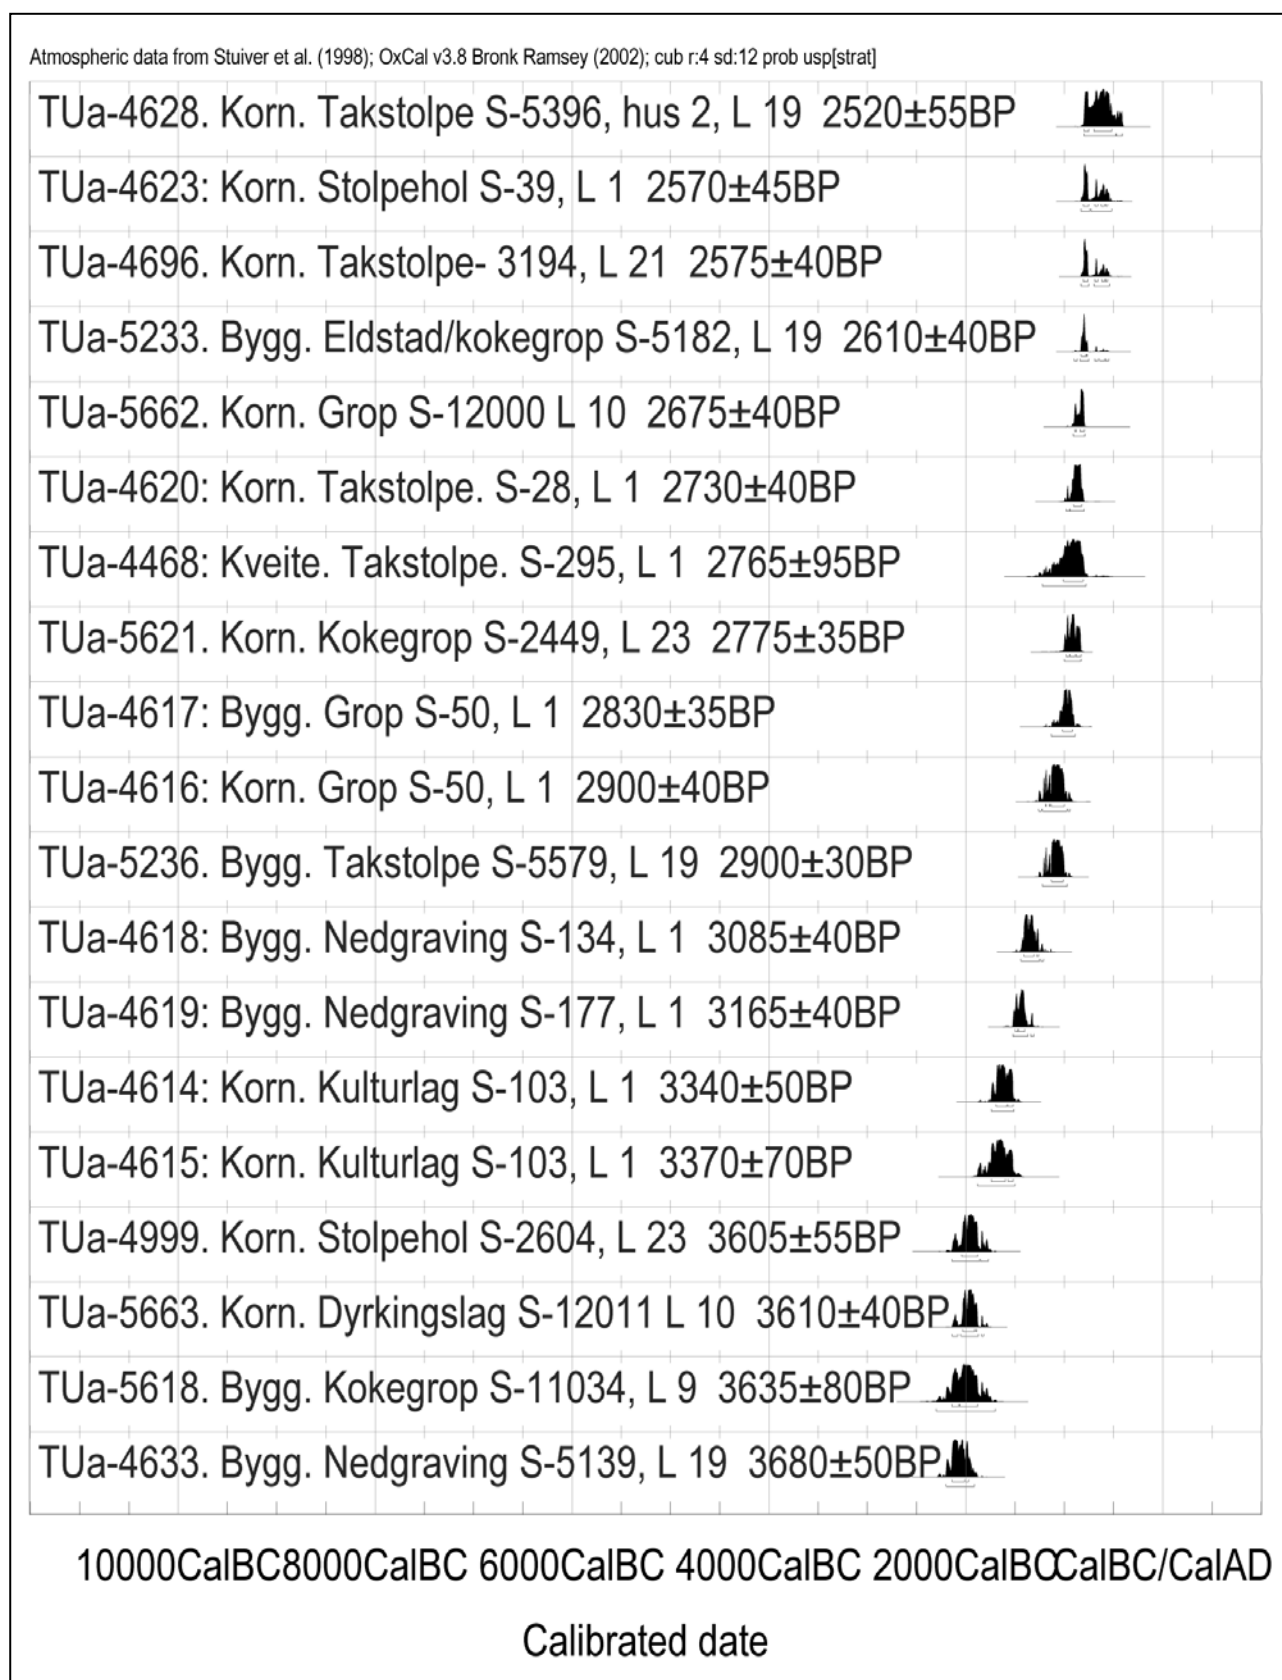 Atmospheric data from Stuiver et al. (1998); OxCal v3.8 Bronk Ramsey (2002); cub r:4 sd:12 prob usp[strat]
TUa-4628. Korn. Takstolpe S-5396, hus 2, L 19 2520±55BP
TUa-4623: Korn. Stolpehol S-39, L 1 2570±45BP
TUa-4696. Korn. Takstolpe- 3194, L 21 2575±40BP
TUa-5233. Bygg. Eldstad/kokegrop S-5182, L 19 2610±40BP
TUa-5662. Korn. Grop S-12000 L 10 2675±40BP
TUa-4620: Korn. Takstolpe. S-28, L 1 2730±40BP
TUa-4468: Kveite. Takstolpe. S-295, L 1 2765±95BP
TUa-5621. Korn. Kokegrop S-2449, L 23 2775±35BP
TUa-4617: Bygg. Grop S-50, L 1 2830±35BP
TUa-4616: Korn. Grop S-50, L 1 2900±40BP
TUa-5236. Bygg. Takstolpe S-5579, L 19 2900±30BP
TUa-4618: Bygg. Nedgraving S-134, L 1 3085±40BP
TUa-4619: Bygg. Nedgraving S-177, L 1 3165±40BP
TUa-4614: Korn. Kulturlag S-103, L 1 3340±50BP
TUa-4615: Korn. Kulturlag S-103, L 1 3370±70BP
TUa-4999. Korn. Stolpehol S-2604, L 23 3605±55BP
TUa-5663. Korn. Dyrkingslag S-12011 L 10 3610±40BP
TUa-5618. Bygg. Kokegrop S-11034, L 9 3635±80BP
TUa-4633. Bygg. Nedgraving S-5139, L 19 3680±50BP
10000CalBC 8000CalBC 6000CalBC 4000CalBC 2000CalBC CalBC/CalAD
Calibrated date